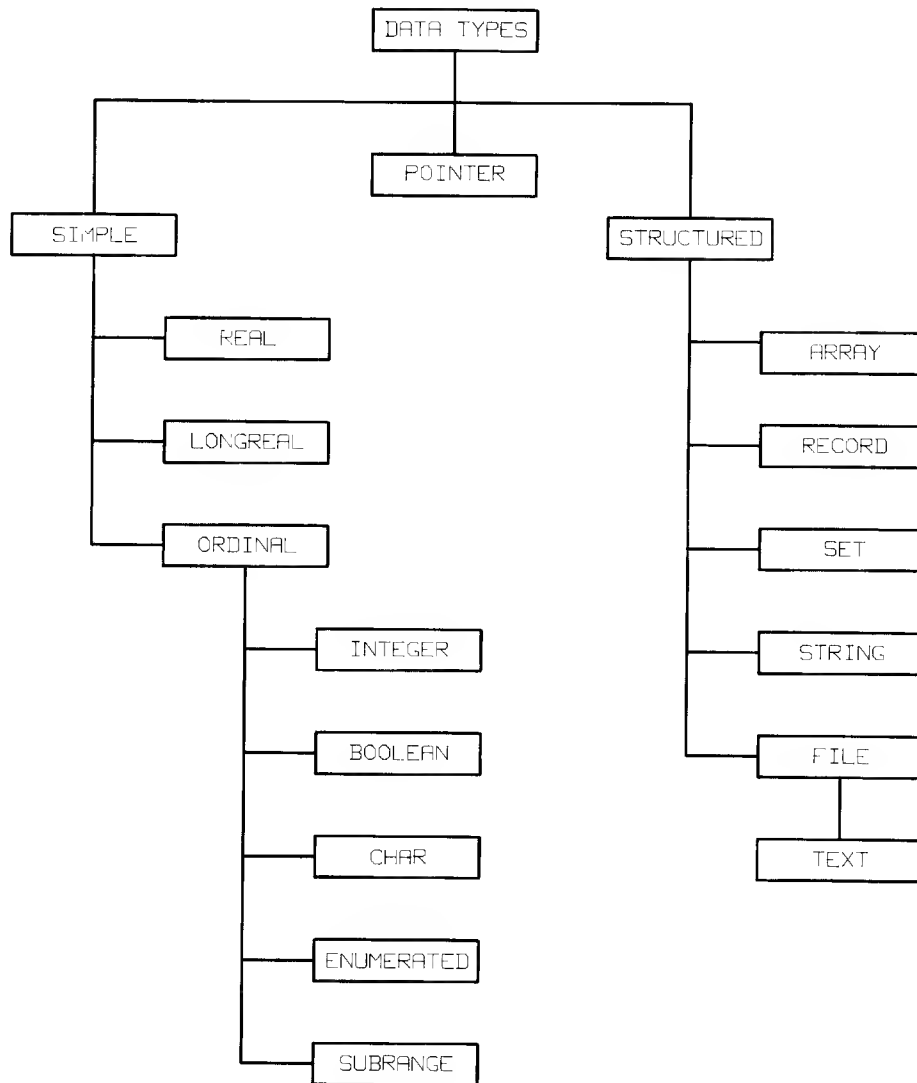 DATA TYPES
POINTER
SIMPLE
STRUCTURED
REAL
ARRAY
LONGREAL
RECORD
ORDINAL
SET
INTEGER
STRING
BOOLEAN
FILE
CHAR
TEXT
ENUMERATED
SUBRANGE